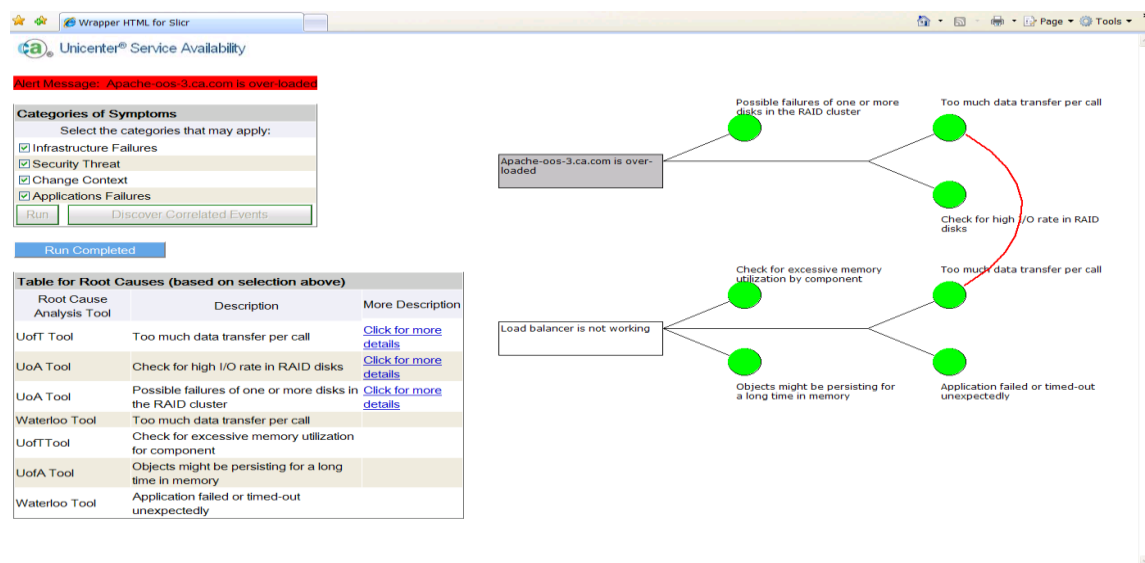 Wrapper HTML for Slicr
Page
Tools
ca® Unicenter® Service Availability
Alert Message: Apache-oos-3.ca.com is over-loaded
Categories of Symptoms
Select the categories that may apply:
Infrastructure Failures
Security Threat
Change Context
Applications Failures
Run Discover Correlated Events
Run Completed
Table for Root Causes (based on selection above)
Root Cause
Analysis Tool
Description
More Description
UofT Tool
Too much data transfer per call
Click for more
details
UoA Tool
Check for high I/O rate in RAID disks
Click for more
details
UoA Tool
Possible failures of one or more disks in
the RAID cluster
Click for more
details
Waterloo Tool
Too much data transfer per call
UofTTool
Check for excessive memory utilization
for component
UofA Tool
Objects might be persisting for a long
time in memory
Waterloo Tool
Application failed or timed-out
unexpectedly
Possible failures of one or more
disks in the RAID cluster
Too much data transfer per call
Apache-oos-3.ca.com is over-
loaded
Check for high I/O rate in RAID
disks
Check for excessive memory
utilization by component
Too much data transfer per call
Load balancer is not working
Objects might be persisting for
a long time in memory
Application failed or timed-out
unexpectedly